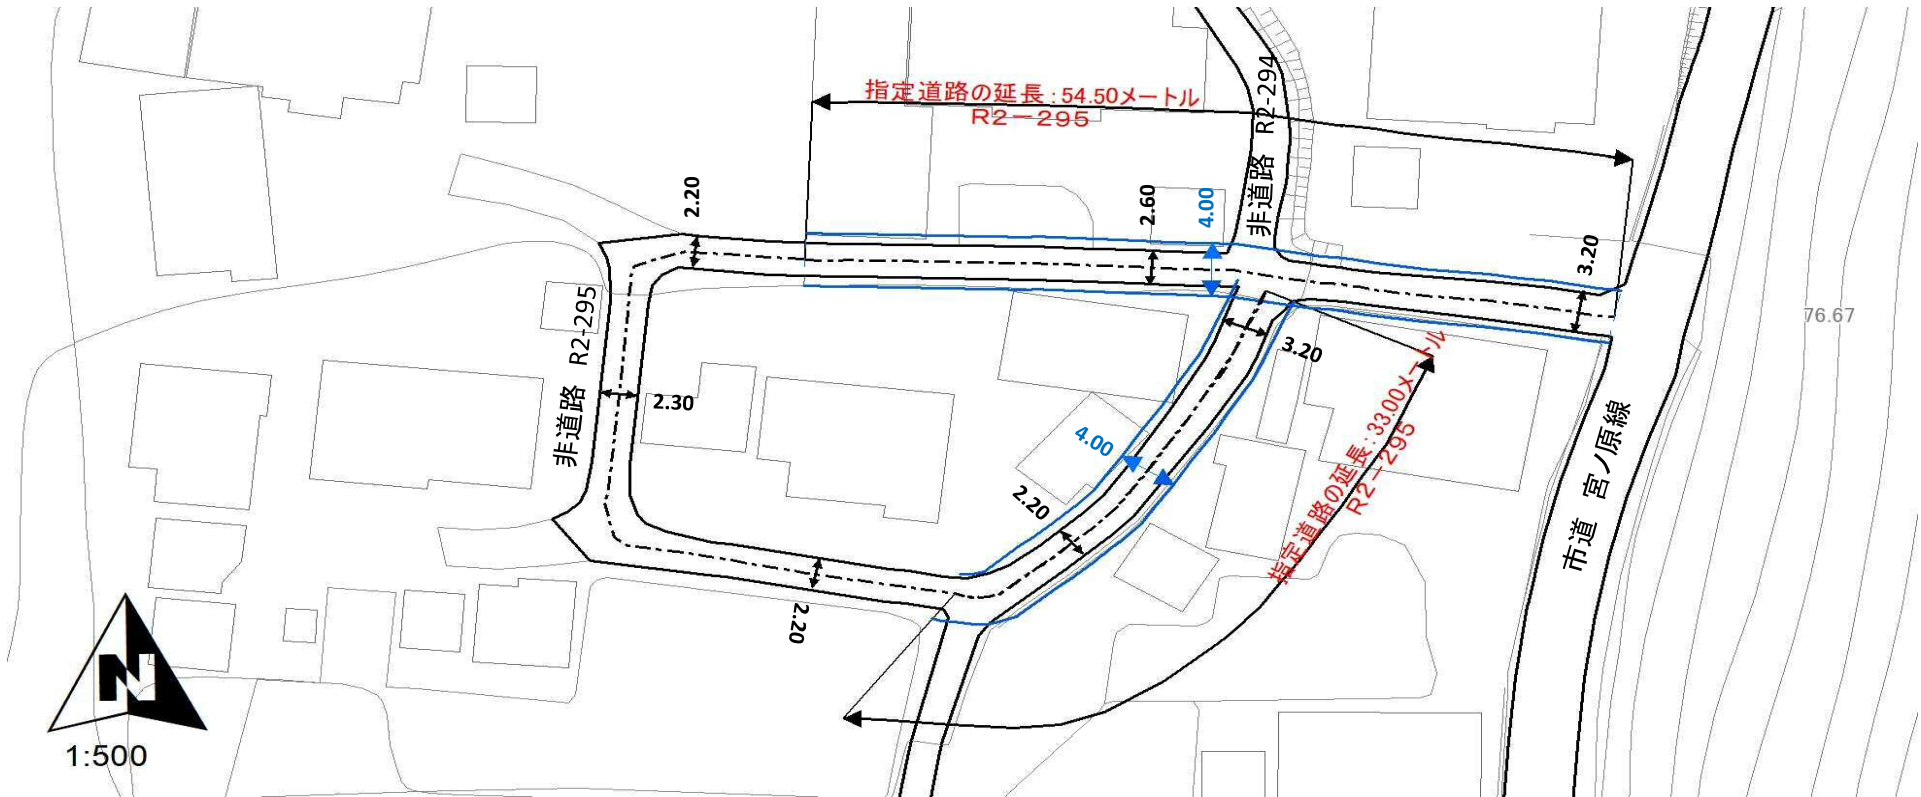 指定道路の延長:54.50メートル
R2-295
非道路 R2-294
2.20
2.60
4.00
3.20
76.67
非道路 R2-295
2.30
3.20
指定道路の延長:33.00メートル
R2-295
4.00
2.20
市道 宮ノ原線
2.20
N
1:500